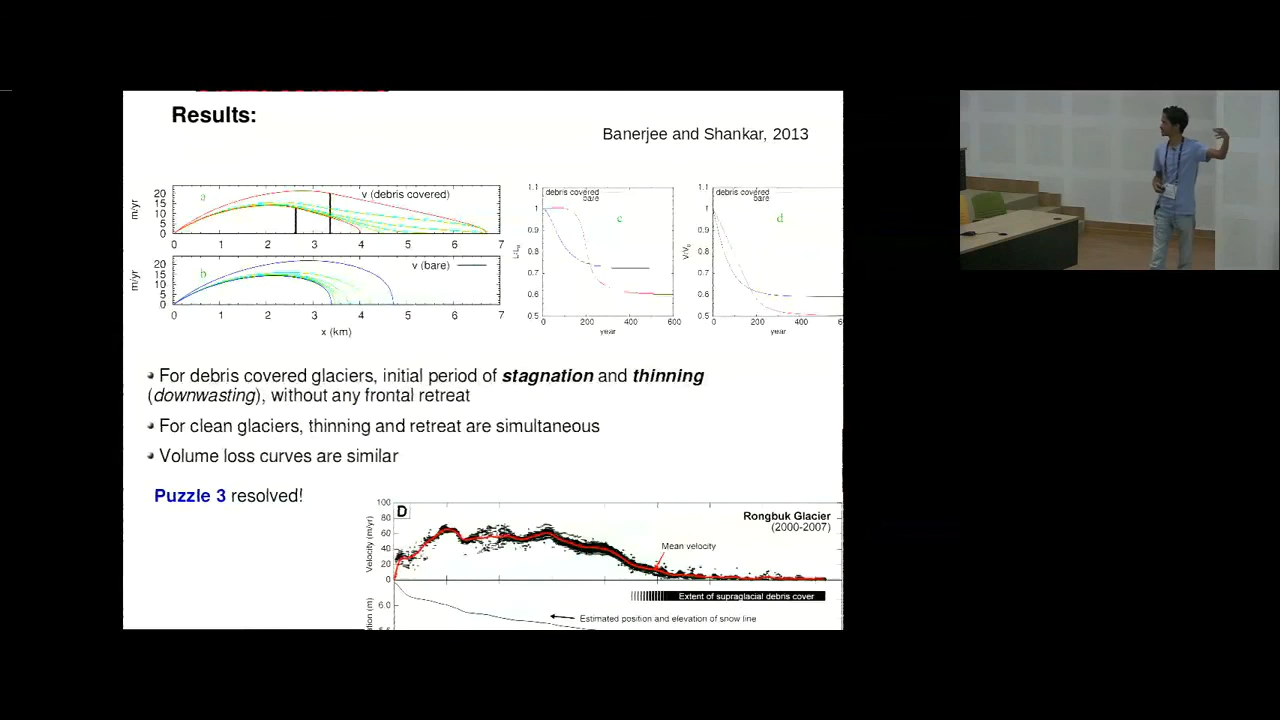 Results:
Banerjee and Shankar, 2013
a
v (debris covered)
m/yr
20
15
10
5
0
0 1 2 3 4 5 6 7
b
v (bare)
m/yr
20
15
10
5
0
0 1 2 3 4 5 6 7
x (km)
debris covered
bare
c
1.1
1
0.9
0.8
0.7
0.6
0.5
0 200 400 600
year
debris covered
bare
d
1.1
1
0.9
0.8
0.7
0.6
0.5
0 200 400
year
For debris covered glaciers, initial period of stagnation and thinning
(downwasting), without any frontal retreat
For clean glaciers, thinning and retreat are simultaneous
Volume loss curves are similar
Puzzle 3 resolved!
D
Rongbuk Glacier
(2000-2007)
Velocity (m/yr)
100
80
60
40
20
0
Mean velocity
Extent of supraglacial debris cover
6.0
(m)
Estimated position and elevation of snow line